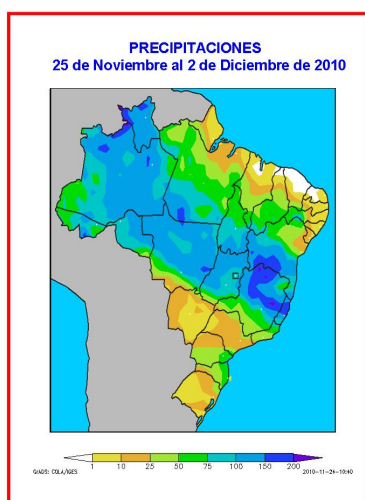 PRECIPITACIONES
25 de Noviembre al 2 de Diciembre de 2010
1 10 25 50 75 100 150 200
GrADS: COLA/IGES 2010-11-24-10:40